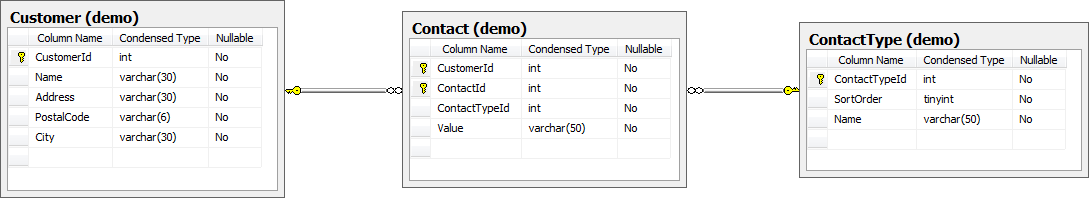 Customer (demo)
Column Name Condensed Type Nullable
CustomerId int No
Name varchar(30) No
Address varchar(30) No
PostalCode varchar(6) No
City varchar(30) No
Contact (demo)
Column Name Condensed Type Nullable
CustomerId int No
ContactId int No
ContactTypeId int No
Value varchar(50) No
ContactType (demo)
Column Name Condensed Type Nullable
ContactTypeId int No
SortOrder tinyint No
Name varchar(50) No